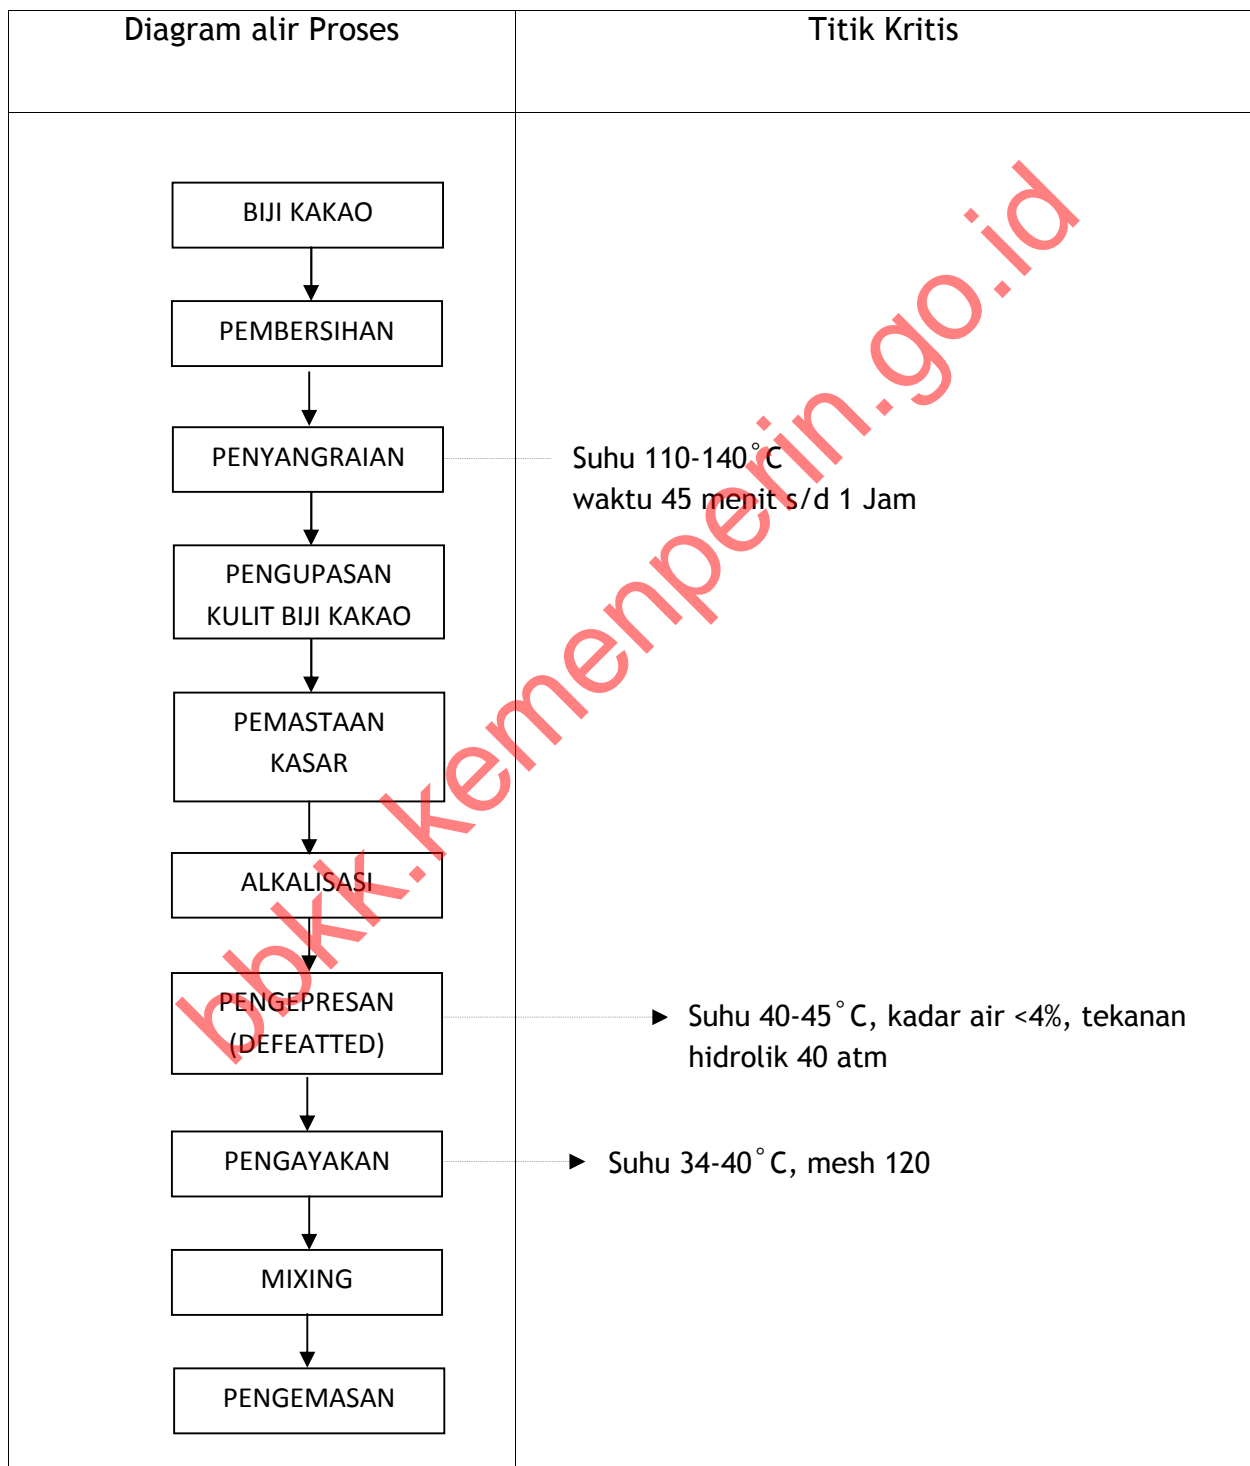 Diagram alir Proses
Titik Kritis
BIJI KAKAO
PEMBERSIHAN
PENYANGRAIAN
Suhu 110-140°C
waktu 45 menit s/d 1 Jam
PENGUPASAN
KULIT BIJI KAKAO
PEMASTAAN
KASAR
ALKALISASI
PENGEPRESAN
(DEFEATTED)
Suhu 40-45°C, kadar air <4%, tekanan
hidrolik 40 atm
PENGAYAKAN
Suhu 34-40°C, mesh 120
MIXING
PENGEMASAN
bbkk.kemenperin.go.id